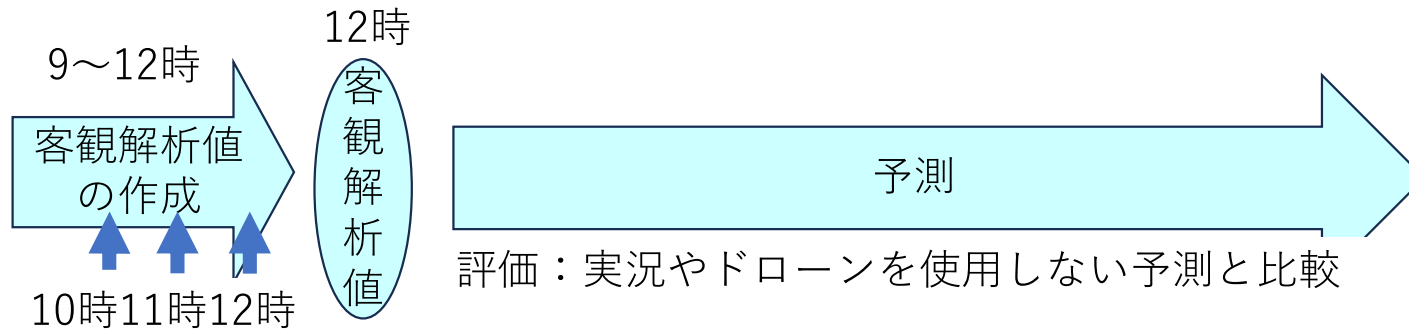 9～12時
客観解析値
の作成
10時11時12時
12時
客観解析値
予測
評価：実況やドローンを使用しない予測と比較